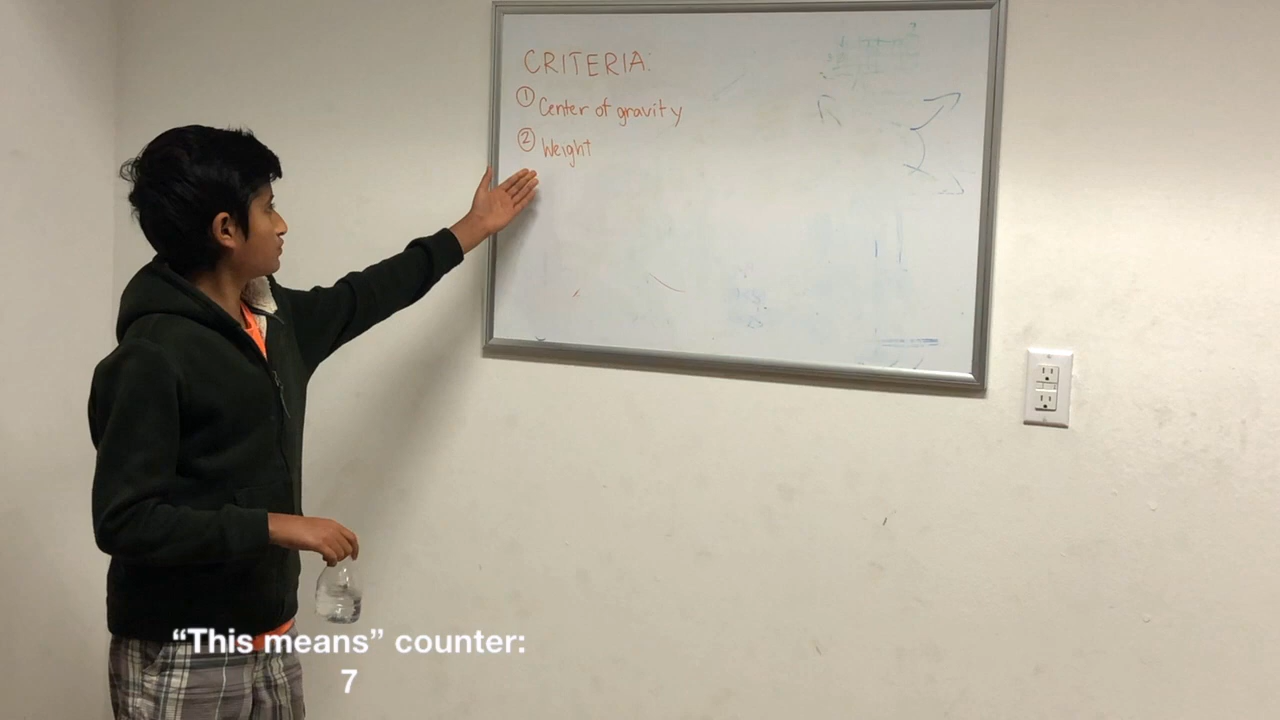 CRITERIA:
① Center of gravity
② Weight
“This means” counter:
7